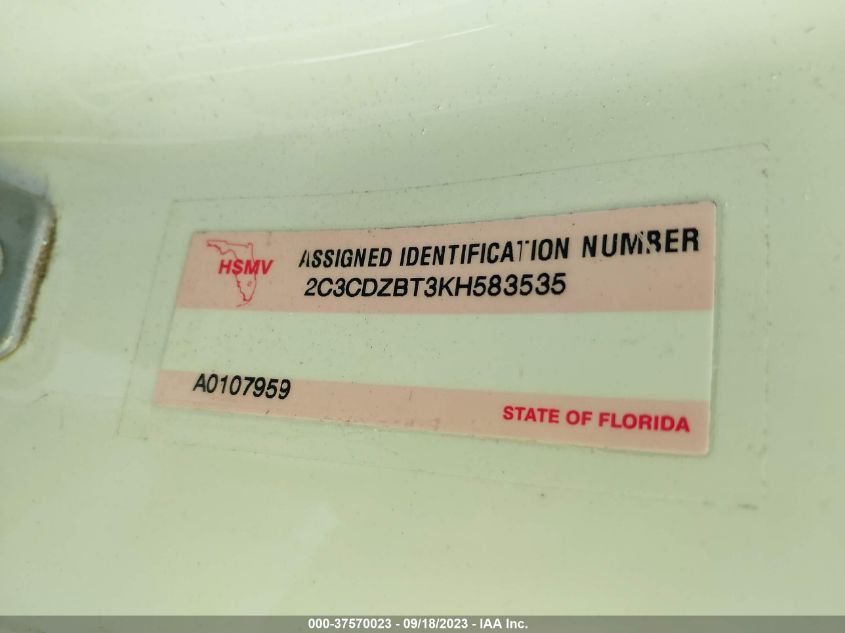 HSMV
ASSIGNED IDENTIFICATION NUMBER
2C3CDZBT3KH583535
A0107959
STATE OF FLORIDA
000-37570023 - 09/18/2023 - IAA Inc.